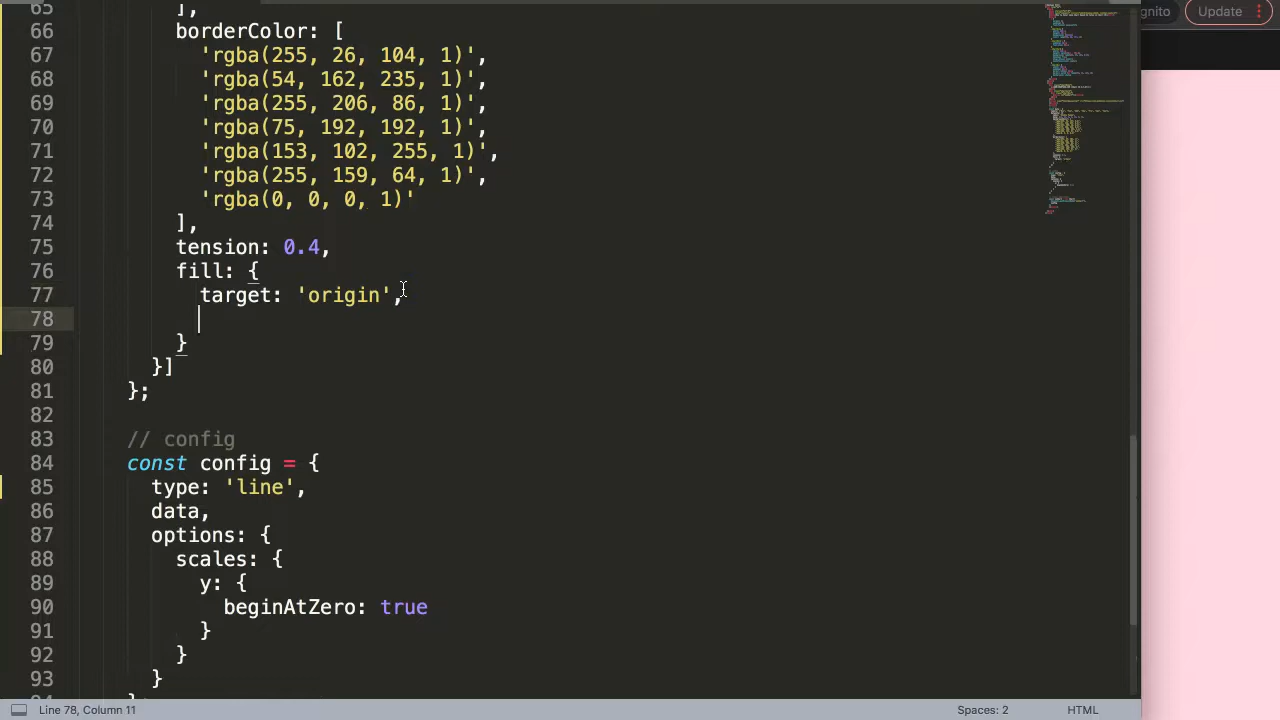 65 ],
66 borderColor: [
67 'rgba(255, 26, 104, 1)',
68 'rgba(54, 162, 235, 1)',
69 'rgba(255, 206, 86, 1)',
70 'rgba(75, 192, 192, 1)',
71 'rgba(153, 102, 255, 1)',
72 'rgba(255, 159, 64, 1)',
73 'rgba(0, 0, 0, 1)'
74 ],
75 tension: 0.4,
76 fill: {
77 target: 'origin',
78
79 }
80 }]
81 };
82
83 // config
84 const config = {
85 type: 'line',
86 data,
87 options: {
88 scales: {
89 y: {
90 beginAtZero: true
91 }
92 }
93 }
Line 78, Column 11
Spaces: 2
HTML
ognito
Update